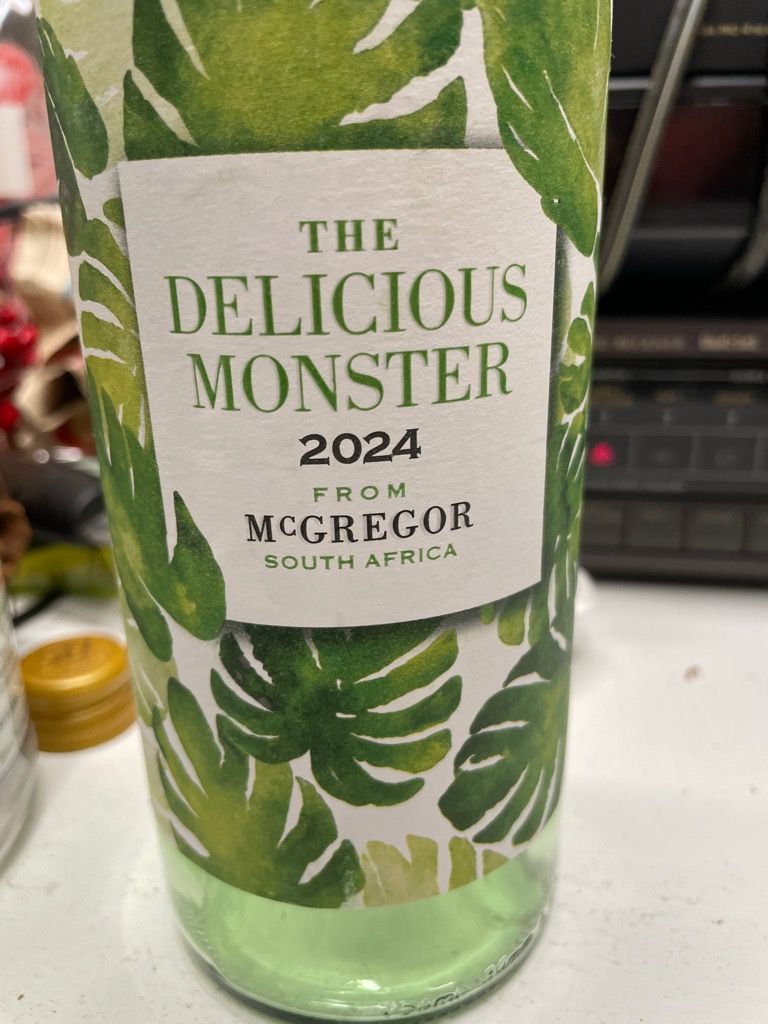 THE
DELICIOUS
MONSTER
2024
FROM
McGREGOR
SOUTH AFRICA